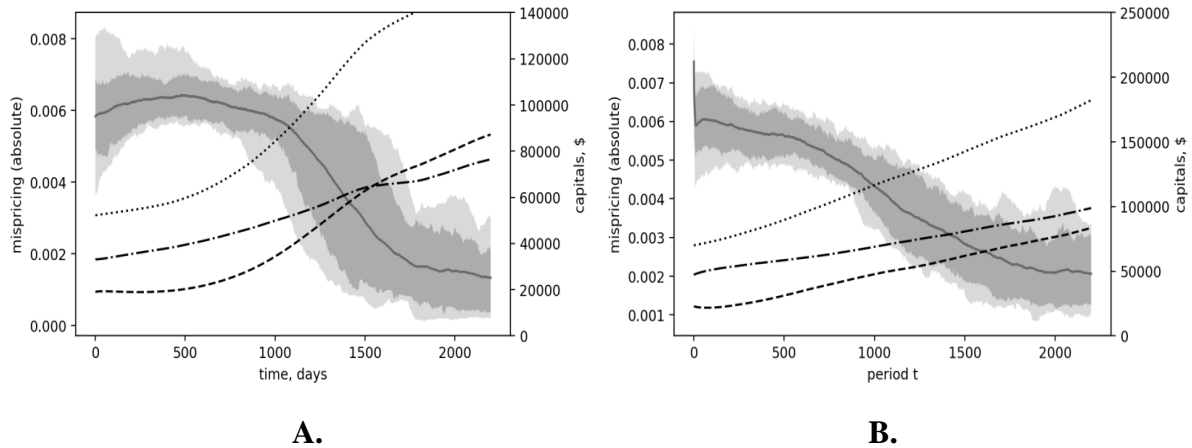 0.008
0.006
0.004
0.002
0.000
mispricing (absolute)
140000
120000
100000
80000
60000
40000
20000
0
capitals, $
0 500 1000 1500 2000
time, days
A.
0.008
0.007
0.006
0.005
0.004
0.003
0.002
0.001
mispricing (absolute)
250000
200000
150000
100000
50000
0
capitals, $
0 500 1000 1500 2000
period t
B.